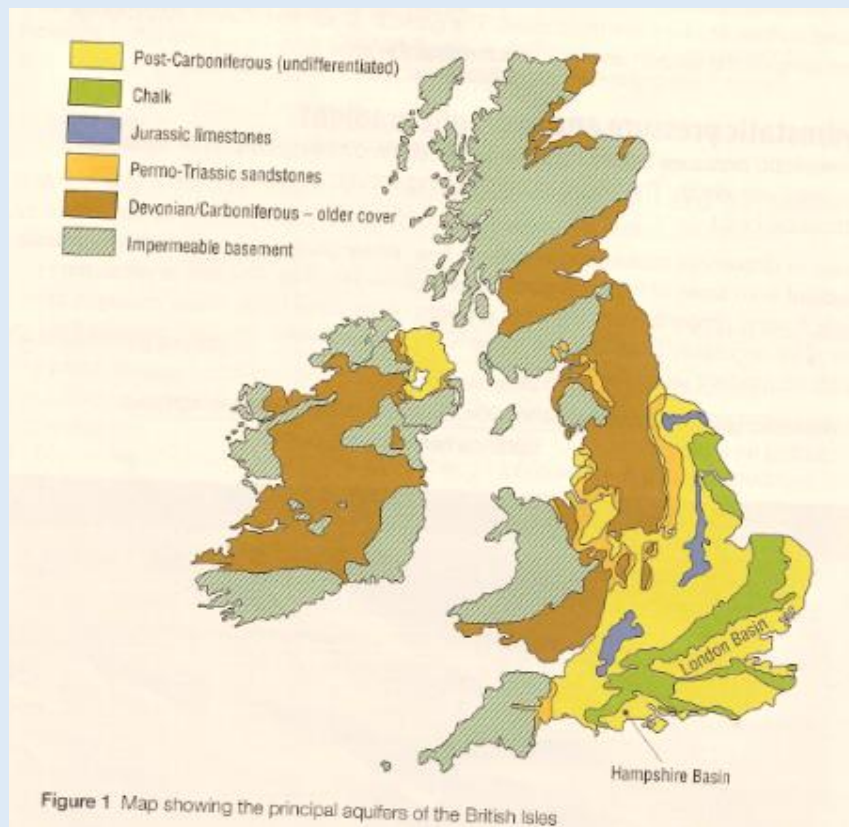 Post-Carboniferous (undifferentiated)
Chalk
Jurassic limestones
Permo-Triassic sandstones
Devonian/Carboniferous – older cover
Impermeable basement
London Basin
Hampshire Basin
Figure 1 Map showing the principal aquifers of the British Isles